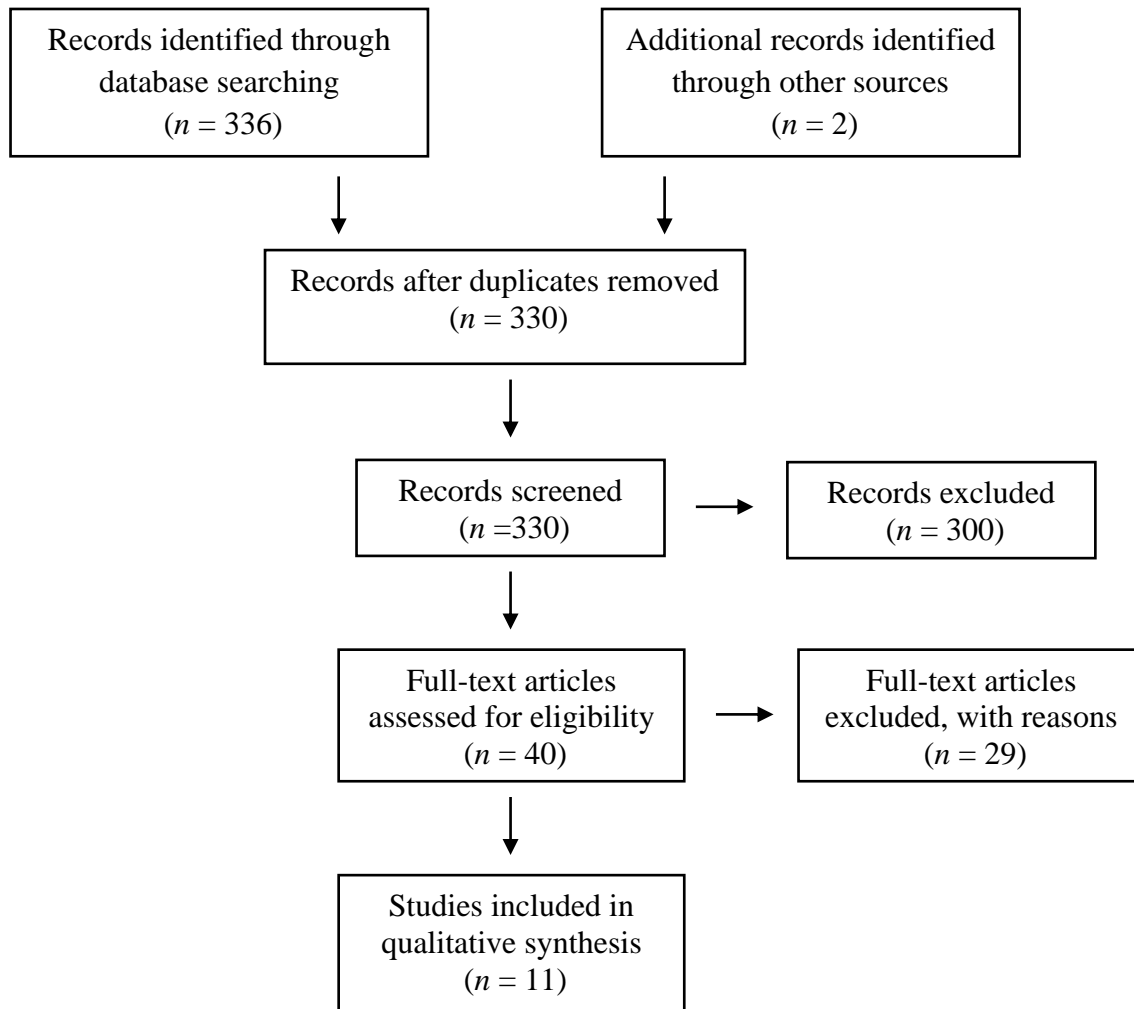 Records identified through
database searching
(n = 336)
Additional records identified
through other sources
(n = 2)
Records after duplicates removed
(n = 330)
Records screened
(n =330)
Records excluded
(n = 300)
Full-text articles
assessed for eligibility
(n = 40)
Full-text articles
excluded, with reasons
(n = 29)
Studies included in
qualitative synthesis
(n = 11)